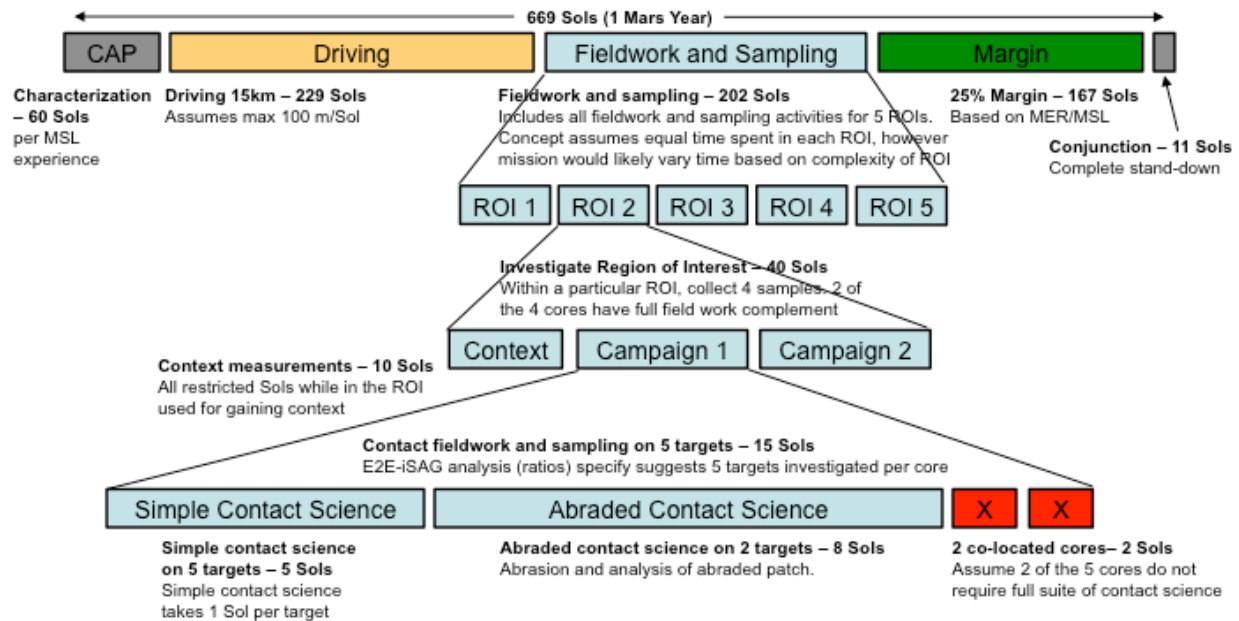 669 Sols (1 Mars Year)
CAP
Driving
Fieldwork and Sampling
Margin
Characterization
– 60 Sols
per MSL
experience
Driving 15km – 229 Sols
Assumes max 100 m/Sol
Fieldwork and sampling – 202 Sols
Includes all fieldwork and sampling activities for 5 ROIs.
Concept assumes equal time spent in each ROI, however
mission would likely vary time based on complexity of ROI
25% Margin – 167 Sols
Based on MER/MSL
Conjunction – 11 Sols
Complete stand-down
ROI 1
ROI 2
ROI 3
ROI 4
ROI 5
Investigate Region of Interest – 40 Sols
Within a particular ROI, collect 4 samples. 2 of
the 4 cores have full field work complement
Context
Campaign 1
Campaign 2
Context measurements – 10 Sols
All restricted Sols while in the ROI
used for gaining context
Contact fieldwork and sampling on 5 targets – 15 Sols
E2E-iSAG analysis (ratios) specify suggests 5 targets investigated per core
Simple Contact Science
Abraded Contact Science
X
X
Simple contact science
on 5 targets – 5 Sols
Simple contact science
takes 1 Sol per target
Abraded contact science on 2 targets – 8 Sols
Abrasion and analysis of abraded patch.
2 co-located cores– 2 Sols
Assume 2 of the 5 cores do not
require full suite of contact science